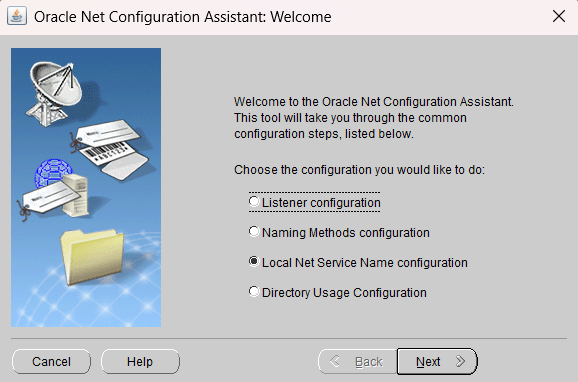 Oracle Net Configuration Assistant: Welcome
Welcome to the Oracle Net Configuration Assistant.
This tool will take you through the common
configuration steps, listed below.
Choose the configuration you would like to do:
Listener configuration
Naming Methods configuration
Local Net Service Name configuration
Directory Usage Configuration
Cancel
Help
Back
Next